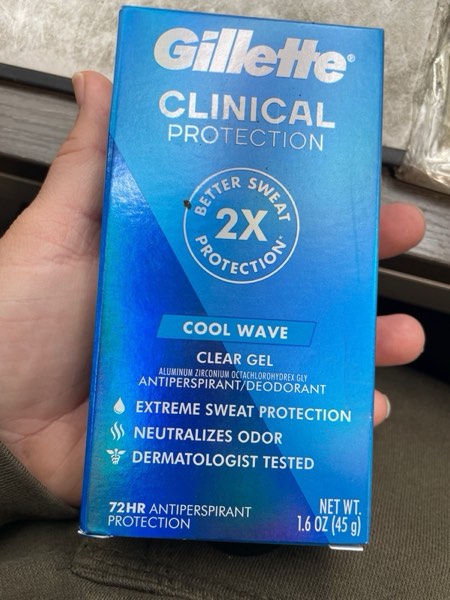 Gillette®
CLINICAL
PROTECTION
BETTER SWEAT
2X
PROTECTION*
COOL WAVE
CLEAR GEL
ALUMINUM ZIRCONIUM OCTACHLOROHYDREX GLY
ANTIPERSPIRANT/DEODORANT
EXTREME SWEAT PROTECTION
NEUTRALIZES ODOR
DERMATOLOGIST TESTED
72HR ANTIPERSPIRANT
PROTECTION
NET WT.
1.6 OZ (45 g)